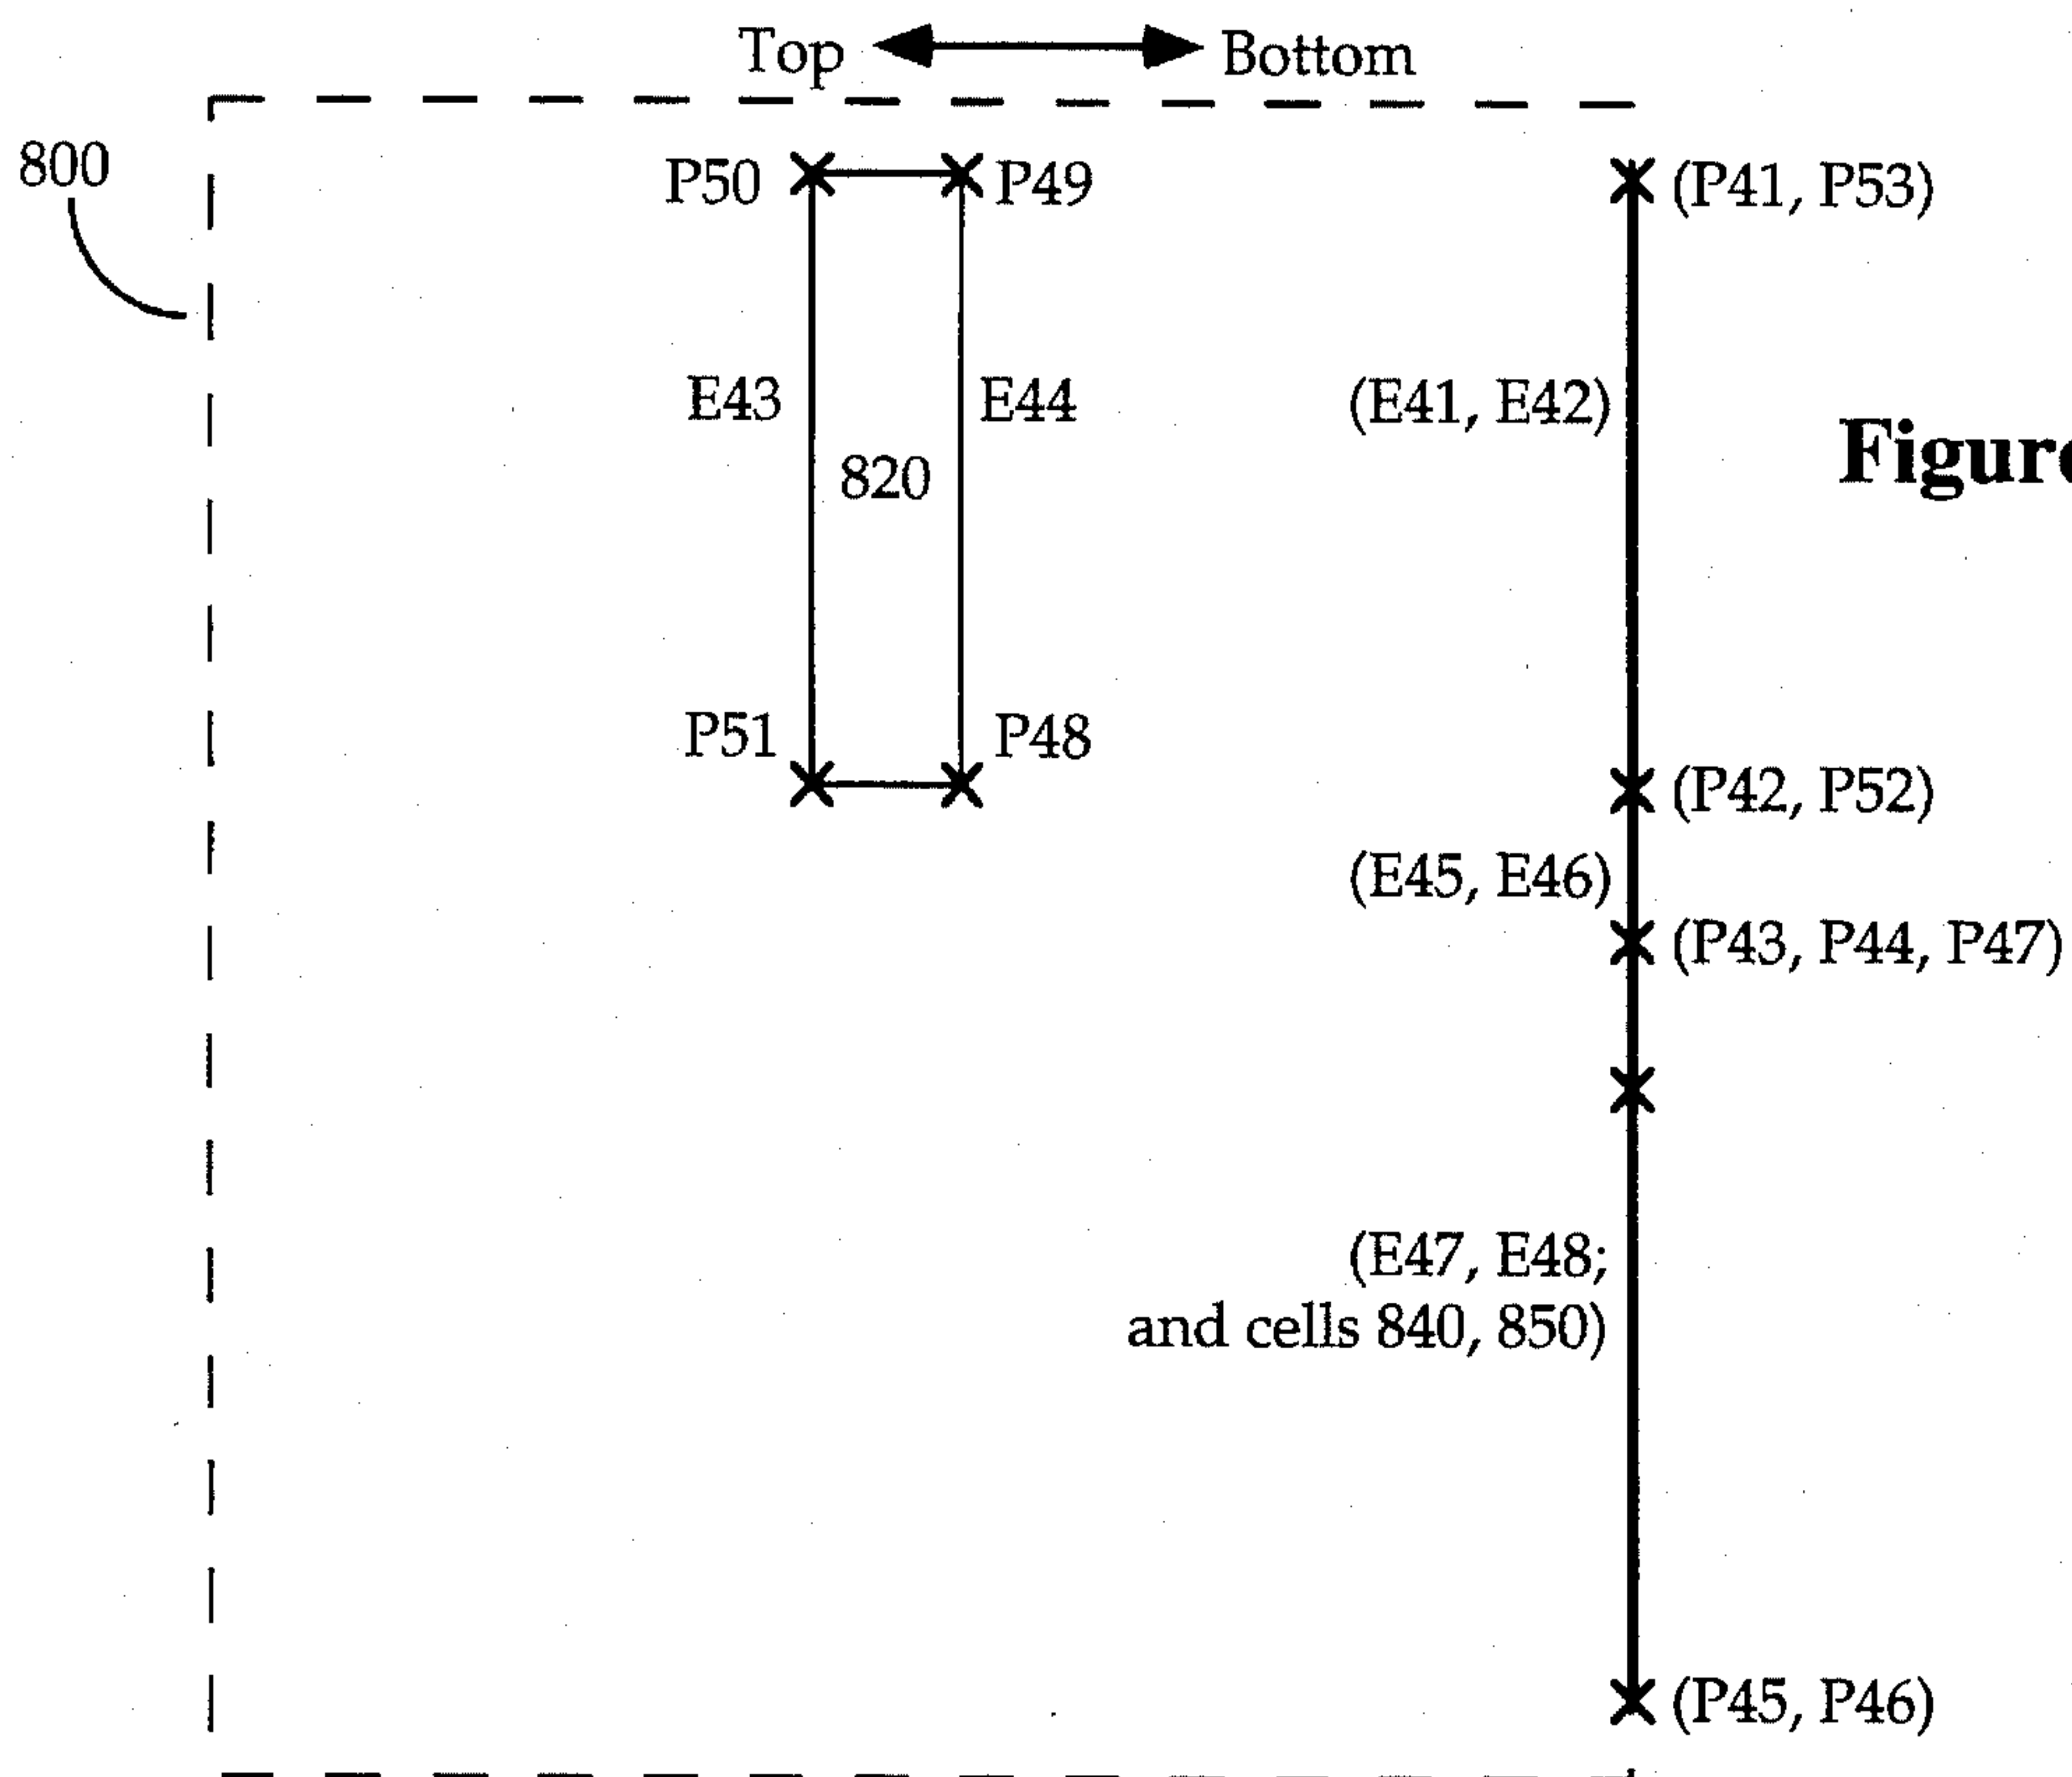 Top Bottom
800
P50 P49 (P41, P53)
E43 E44 (E41, E42)
Figure
820
P51 P48
(P42, P52)
(E45, E46)
(P43, P44, P47)
(E47, E48;
and cells 840, 850)
(P45, P46)